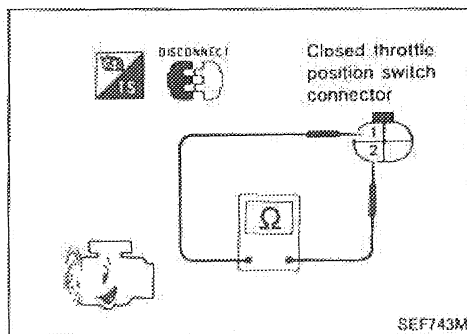 DISCONNECT
T.S.
Closed throttle
position switch
connector
1
2
Ω
SEF743M